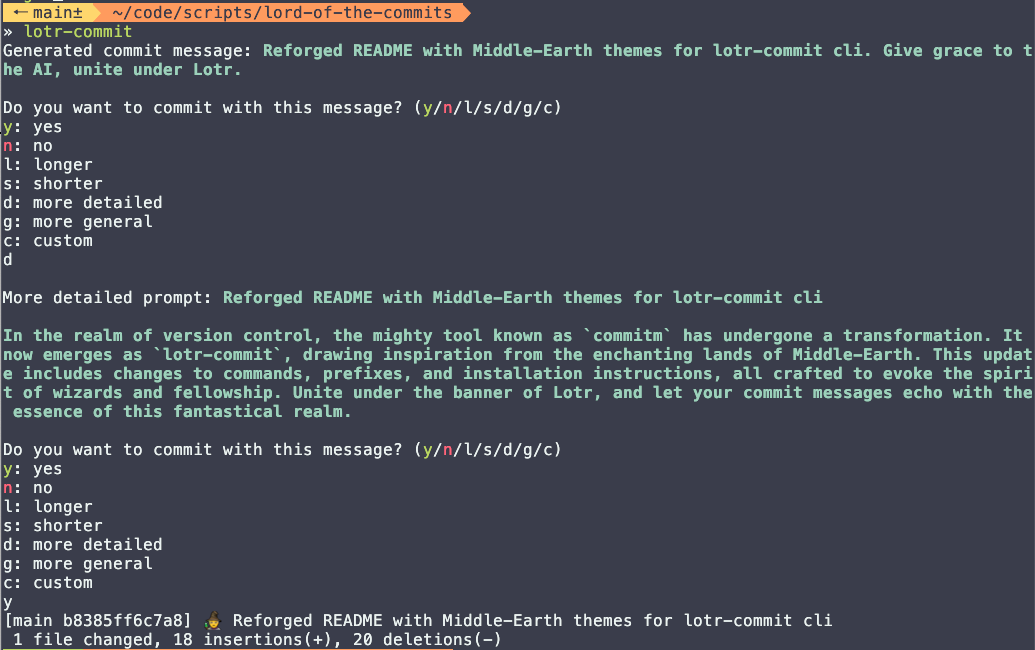 ←main± ~/code/scripts/lord-of-the-commits
» lotr-commit
Generated commit message: Reforged README with Middle-Earth themes for lotr-commit cli. Give grace to t
he AI, unite under Lotr.
Do you want to commit with this message? (y/n/l/s/d/g/c)
y: yes
n: no
l: longer
s: shorter
d: more detailed
g: more general
c: custom
d
More detailed prompt: Reforged README with Middle-Earth themes for lotr-commit cli
In the realm of version control, the mighty tool known as `commitm` has undergone a transformation. It
now emerges as `lotr-commit`, drawing inspiration from the enchanting lands of Middle-Earth. This updat
e includes changes to commands, prefixes, and installation instructions, all crafted to evoke the spiri
t of wizards and fellowship. Unite under the banner of Lotr, and let your commit messages echo with the
essence of this fantastical realm.
Do you want to commit with this message? (y/n/l/s/d/g/c)
y: yes
n: no
l: longer
s: shorter
d: more detailed
g: more general
c: custom
y
[main b8385ff6c7a8] Reforged README with Middle-Earth themes for lotr-commit cli
1 file changed, 18 insertions(+), 20 deletions(-)